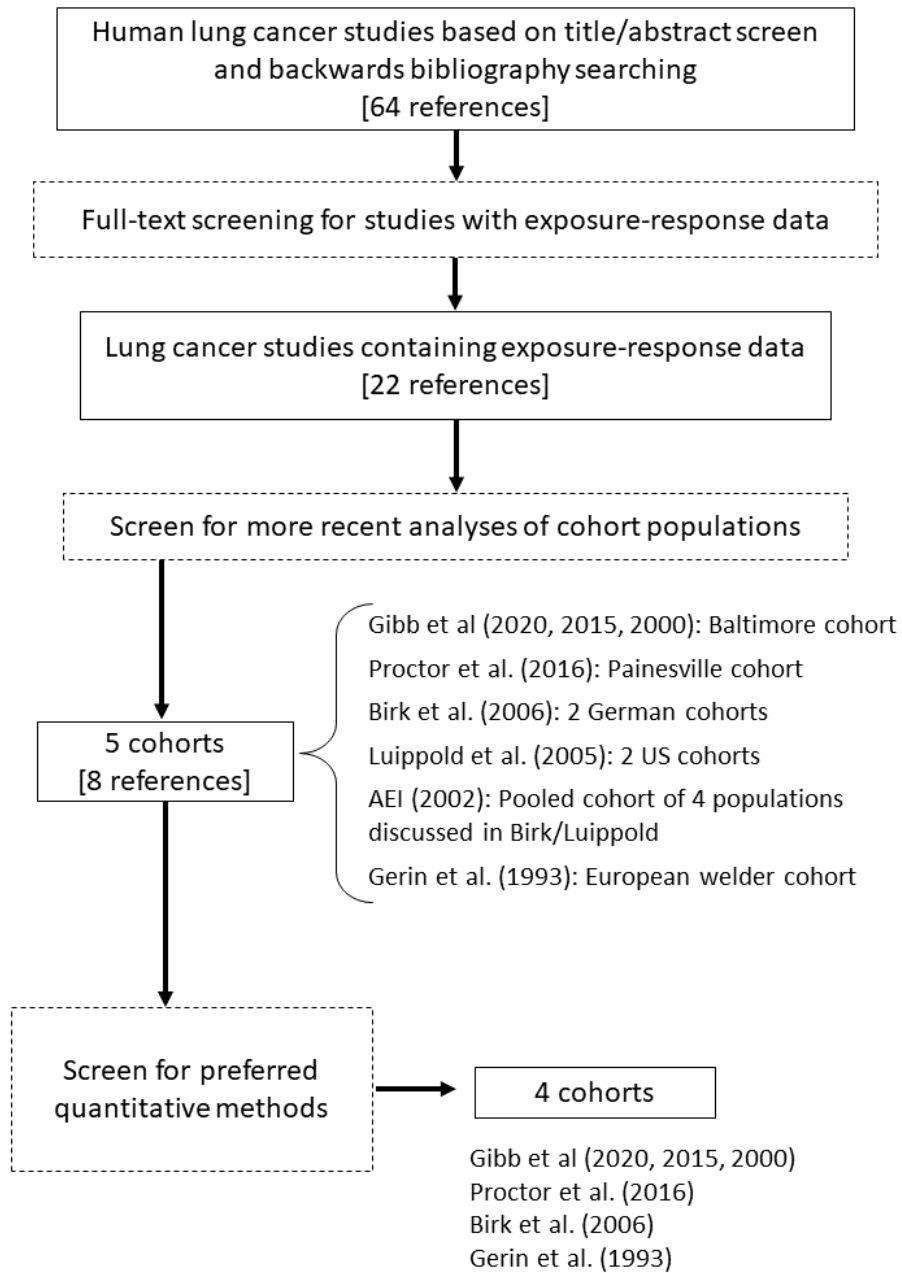 Human lung cancer studies based on title/abstract screen
and backwards bibliography searching
[64 references]
Full-text screening for studies with exposure-response data
Lung cancer studies containing exposure-response data
[22 references]
Screen for more recent analyses of cohort populations
5 cohorts
[8 references]
Gibb et al (2020, 2015, 2000): Baltimore cohort
Proctor et al. (2016): Painesville cohort
Birk et al. (2006): 2 German cohorts
Luippold et al. (2005): 2 US cohorts
AEI (2002): Pooled cohort of 4 populations
discussed in Birk/Luippold
Gerin et al. (1993): European welder cohort
Screen for preferred
quantitative methods
4 cohorts
Gibb et al (2020, 2015, 2000)
Proctor et al. (2016)
Birk et al. (2006)
Gerin et al. (1993)